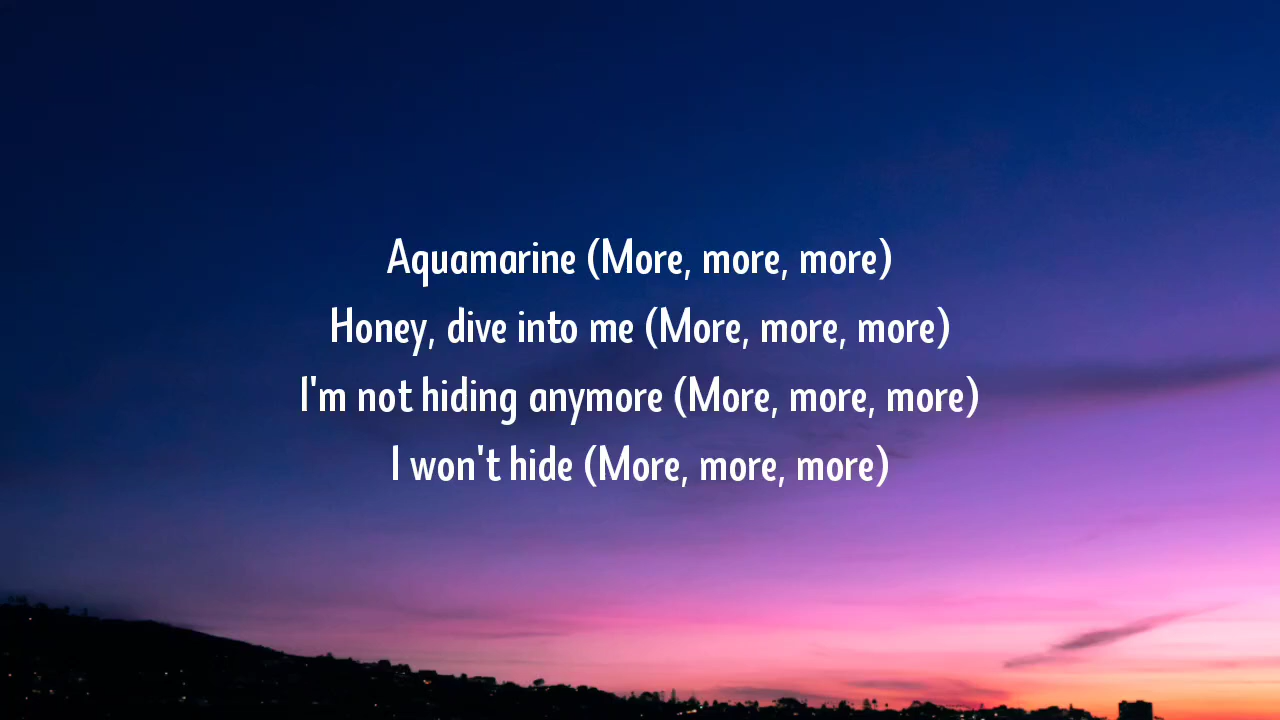 Aquamarine (More, more, more)
Honey, dive into me (More, more, more)
I'm not hiding anymore (More, more, more)
I won't hide (More, more, more)